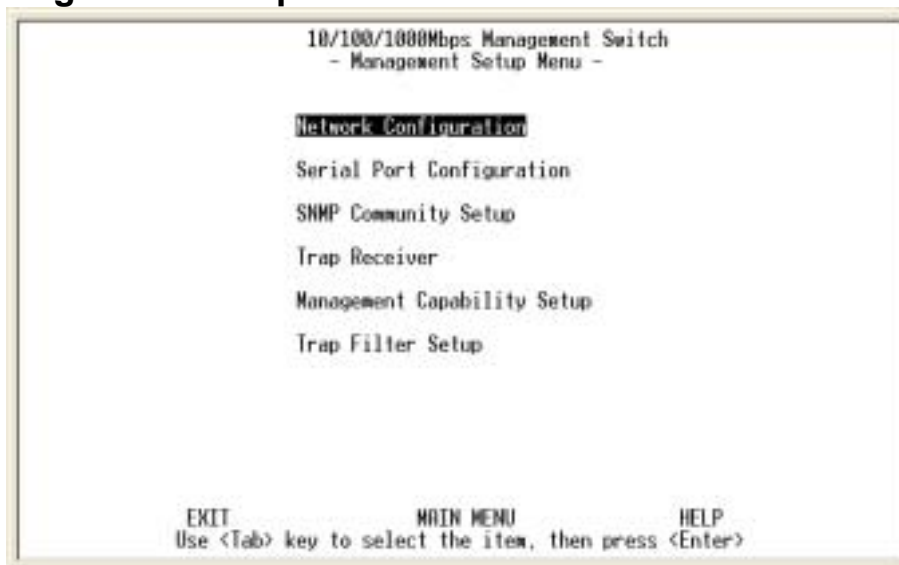 10/100/1000Mbps Management Switch
- Management Setup Menu -
Network Configuration
Serial Port Configuration
SNMP Community Setup
Trap Receiver
Management Capability Setup
Trap Filter Setup
EXIT MAIN MENU HELP
Use <Tab> key to select the item, then press <Enter>